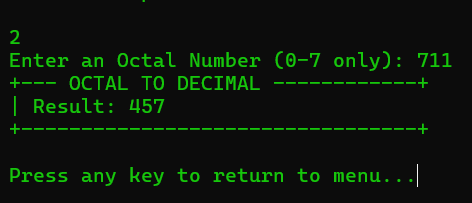 2
Enter an Octal Number (0-7 only): 711
+--- OCTAL TO DECIMAL ------------+
| Result: 457
+---------------------------------+
Press any key to return to menu...